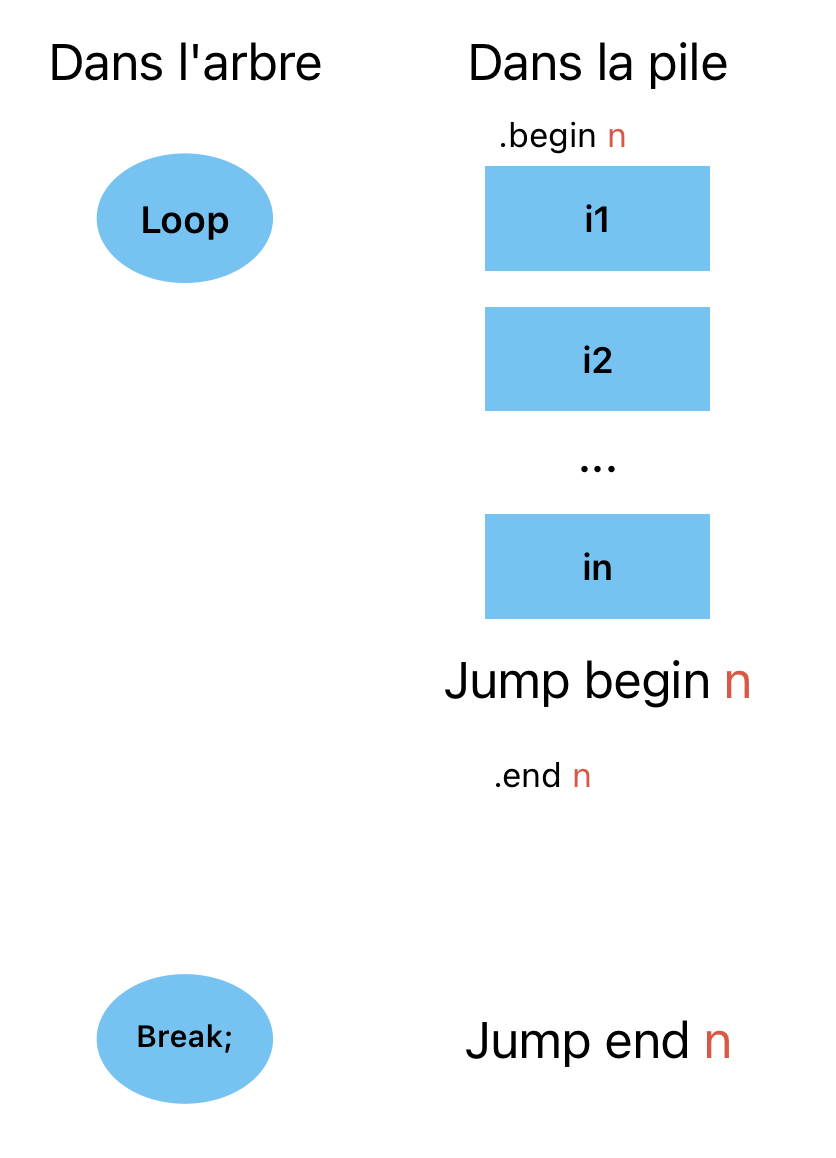 Dans l'arbre
Dans la pile
.begin n
Loop
i1
i2
...
in
Jump begin n
.end n
Break;
Jump end n